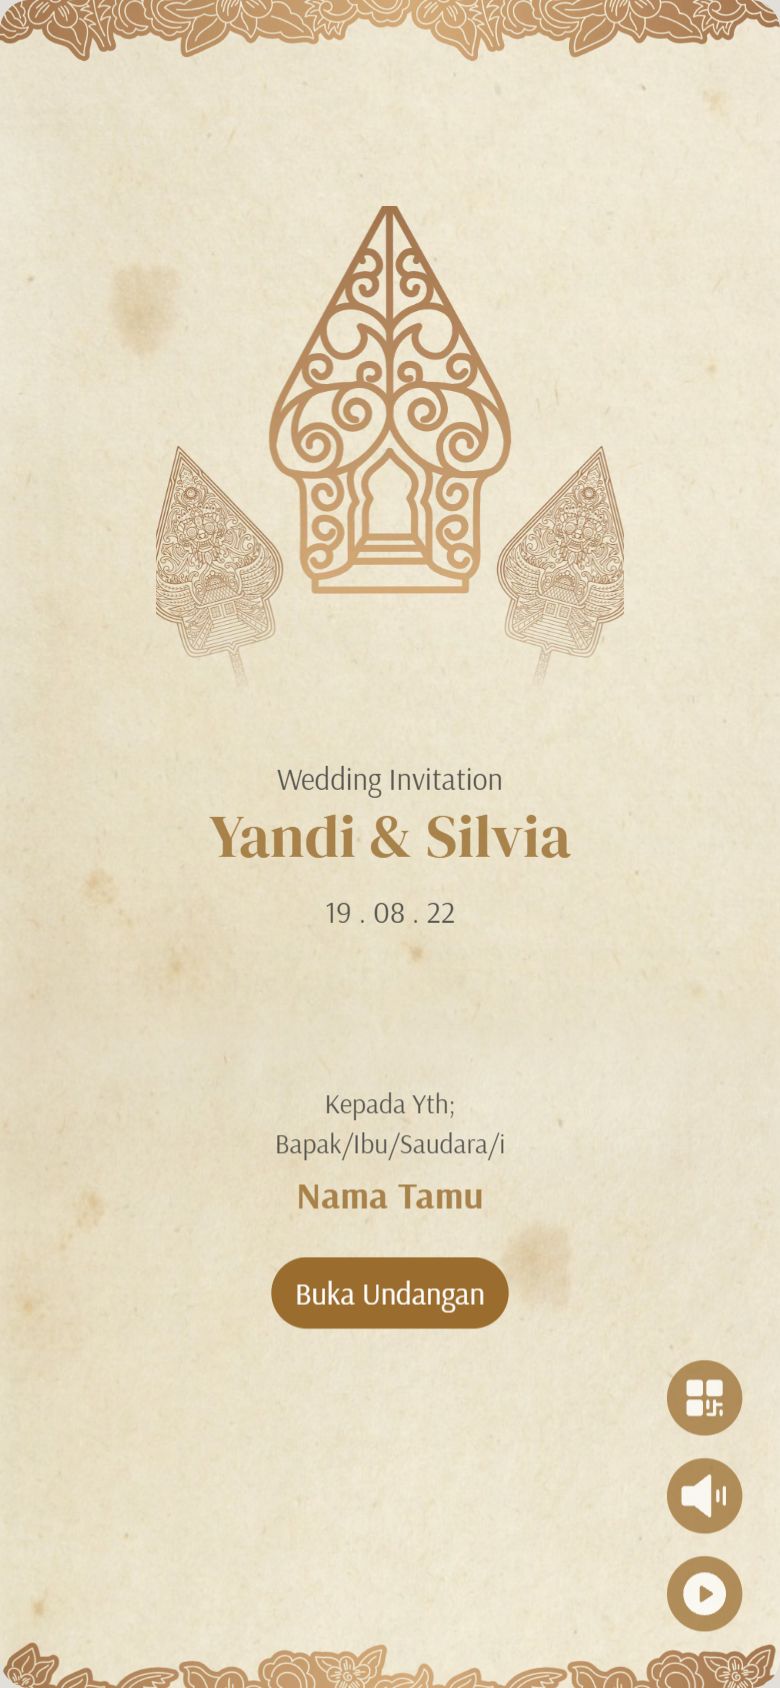 Wedding Invitation
Yandi & Silvia
19 . 08 . 22
Kepada Yth;
Bapak/Ibu/Saudara/i
Nama Tamu
Buka Undangan